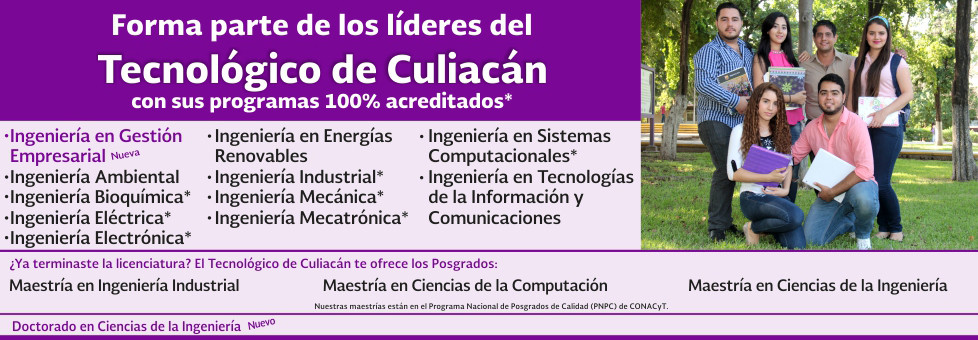 Forma parte de los líderes del
Tecnológico de Culiacán
con sus programas 100% acreditados*
·Ingeniería en Gestión
Empresarial Nueva
·Ingeniería Ambiental
·Ingeniería Bioquímica*
·Ingeniería Eléctrica*
·Ingeniería Electrónica*
·Ingeniería en Energías
Renovables
·Ingeniería Industrial*
·Ingeniería Mecánica*
·Ingeniería Mecatrónica*
·Ingeniería en Sistemas
Computacionales*
·Ingeniería en Tecnologías
de la Información y
Comunicaciones
¿Ya terminaste la licenciatura? El Tecnológico de Culiacán te ofrece los Posgrados:
Maestría en Ingeniería Industrial
Maestría en Ciencias de la Computación
Maestría en Ciencias de la Ingeniería
Nuestras maestrías están en el Programa Nacional de Posgrados de Calidad (PNPC) de CONACyT.
Doctorado en Ciencias de la Ingeniería Nuevo